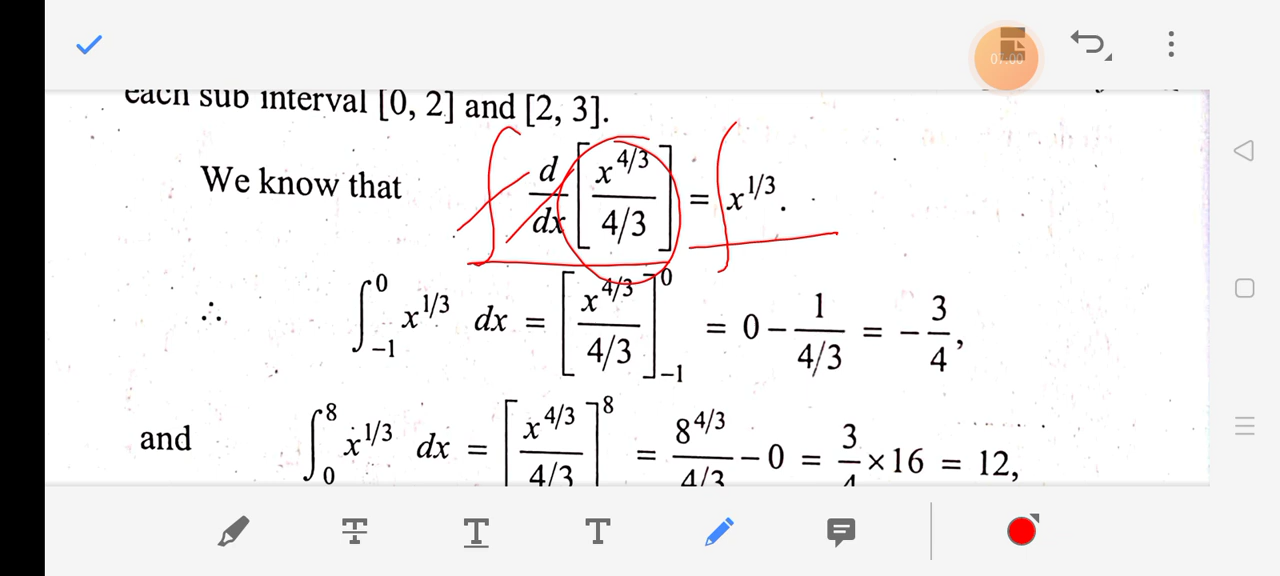 07:00
each sub interval [0, 2] and [2, 3].
We know that ∫ d/dx [x^{4/3} / 4/3] = ∫ x^{1/3}.
∴ ∫_{-1}^{0} x^{1/3} dx = [x^{4/3} / 4/3]_{-1}^{0} = 0 − 1 / 4/3 = − 3/4,
and ∫_{0}^{8} x^{1/3} dx = [x^{4/3} / 4/3]^{8} = 8^{4/3} / 4/3 − 0 = 3/4 × 16 = 12,
T T T